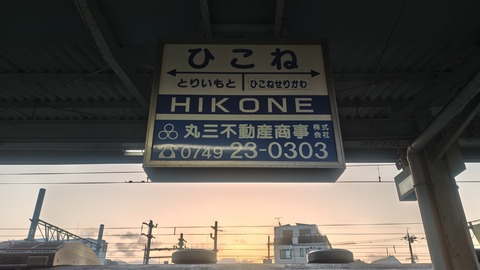 ひこね
とりいもと ひこねせりかわ
HIKONE
丸三不動産商事 株式会社
☎0749 23-0303